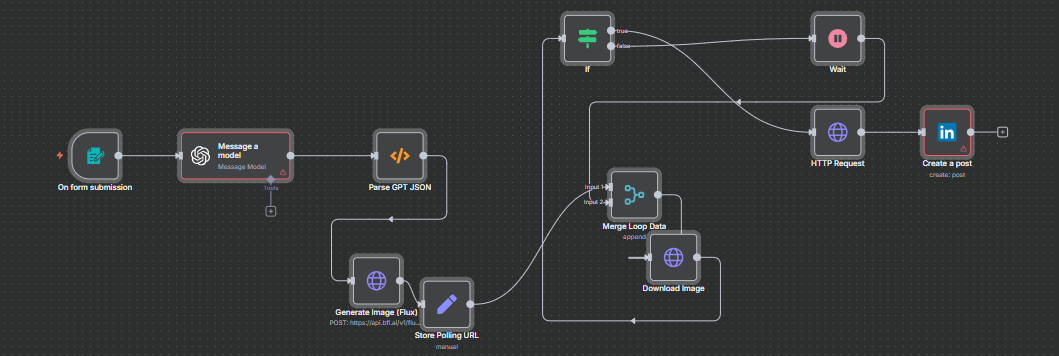 If
true
false
Wait
On form submission
Message a
model
Message Model
Tools
Parse GPT JSON
HTTP Request
in
Create a post
create: post
Input 1
Input 2
Merge Loop Data
append
Download Image
Generate Image (Flux)
POST: https://api.bfl.ai/v1/flu...
Store Polling URL
manual